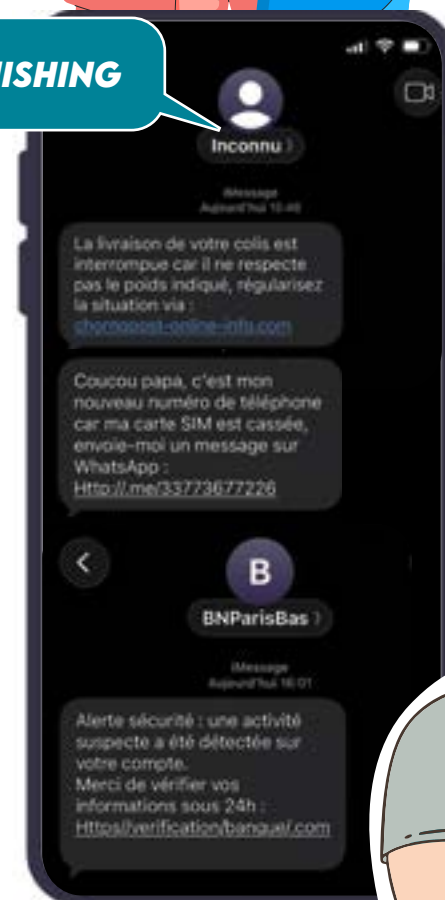 ISHING
Inconnu
iMessage
Aujourd'hui 15:46
La livraison de votre colis est
interrompue car il ne respecte
pas le poids indiqué, régularisez
la situation via :
Coucou papa, c'est mon
nouveau numéro de téléphone
car ma carte SIM est cassée,
envoie-moi un message sur
WhatsApp :
Http://.me/33773677226
B
BNParisBas
iMessage
Aujourd'hui 16:01
Alerte sécurité : une activité
suspecte a été détectée sur
votre compte.
Merci de vérifier vos
informations sous 24h :
Https//verification/banque/.com